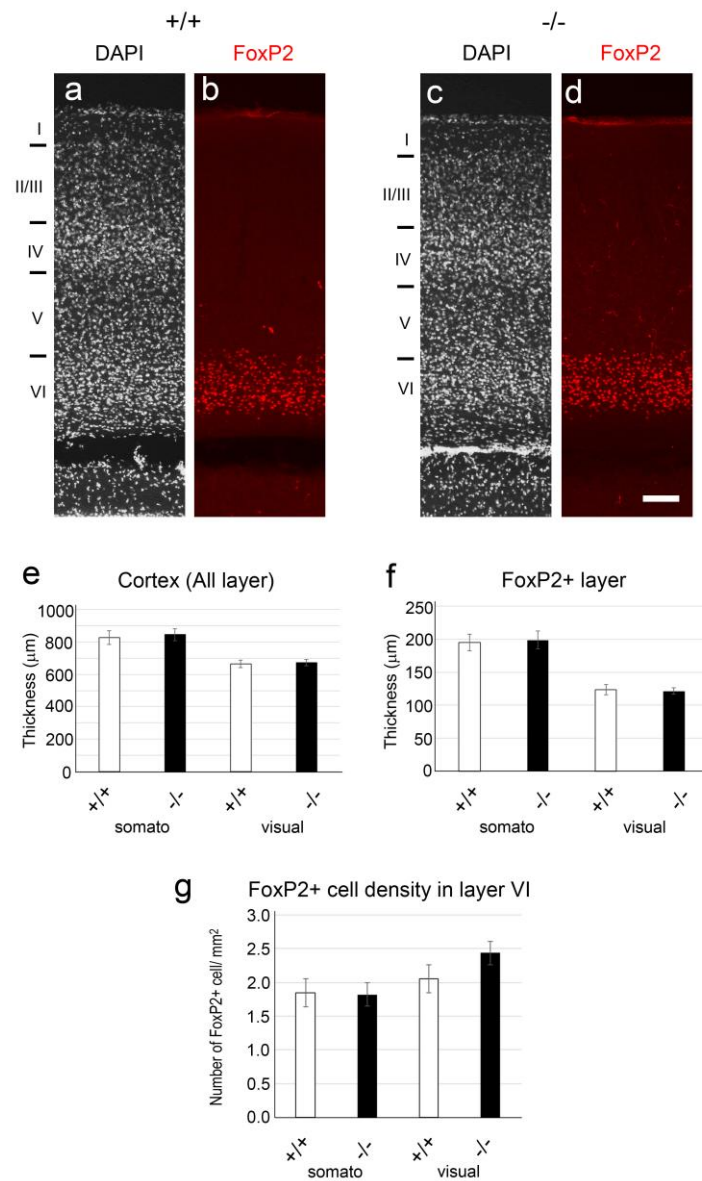 +/+
-/-
DAPI
FoxP2
DAPI
FoxP2
a
b
c
d
I
II/III
IV
V
VI
I
II/III
IV
V
VI
e
Cortex (All layer)
Thickness (µm)
1000
800
600
800
200
0
+/+
-/-
+/+
-/-
somato
visual
f
FoxP2+ layer
Thickness (µm)
250
200
150
100
50
0
+/+
-/-
+/+
-/-
somato
visual
g
FoxP2+ cell density in layer VI
Number of FoxP2+ cell/ mm²
3.0
2.5
2.0
1.5
1.0
0.5
0.0
+/+
-/-
+/+
-/-
somato
visual